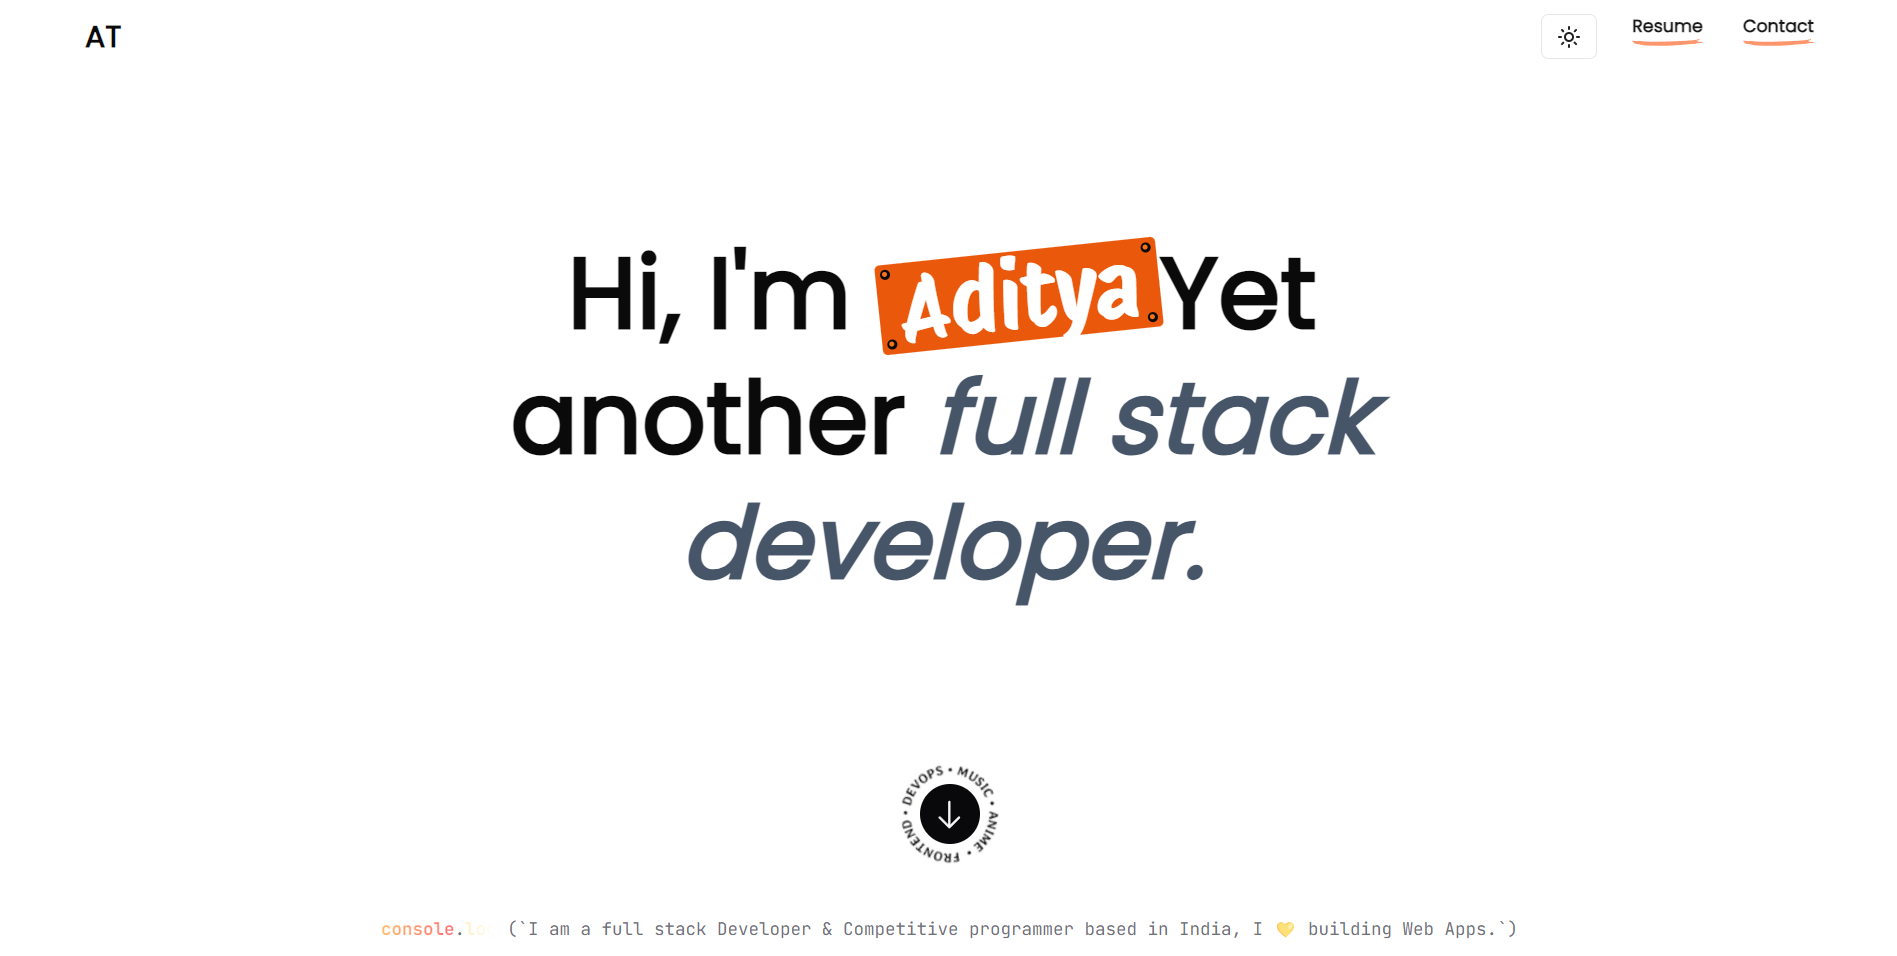 AT
Resume
Contact
Hi, I'm Aditya Yet
another full stack
developer.
DEVOPS • MUSIC • ANIME • FRONTEND •
console.lo (`I am a full stack Developer & Competitive programmer based in India, I 💛 building Web Apps.`)